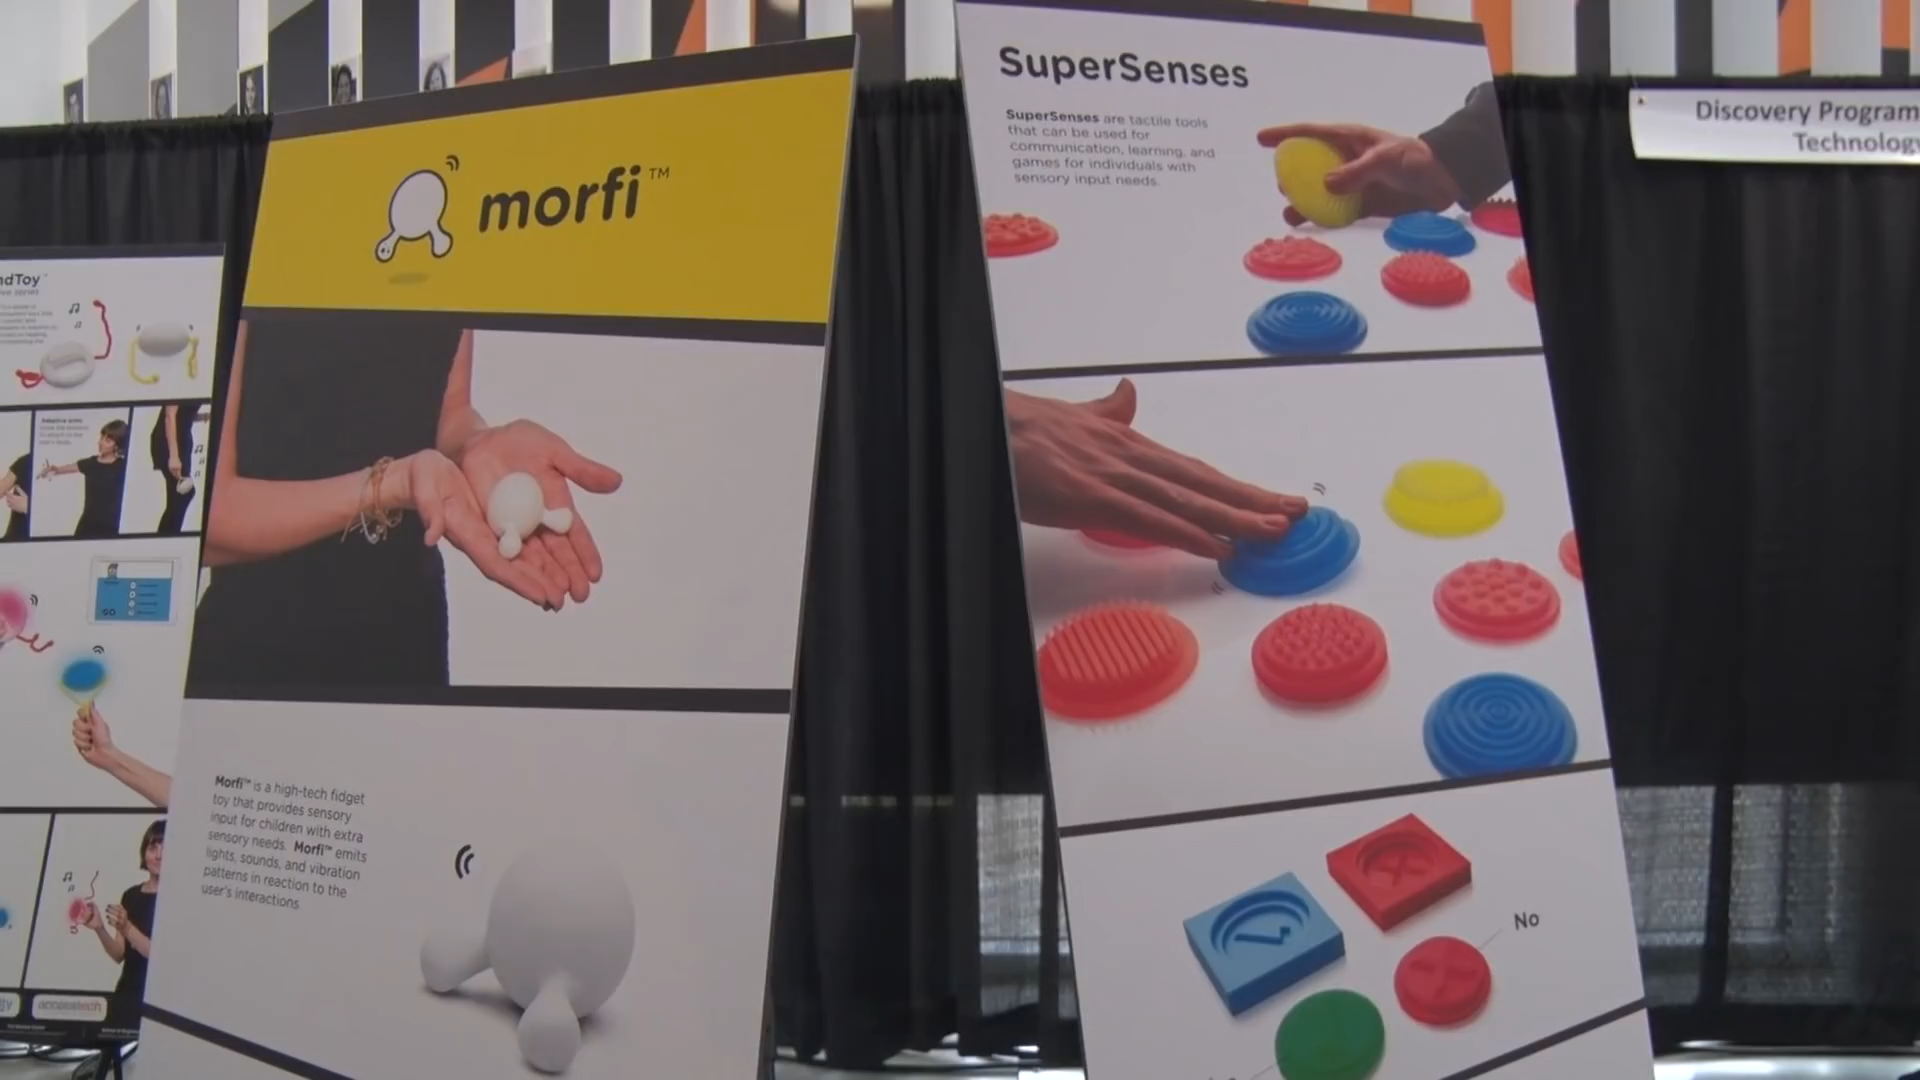 ndToy
morfi™
Morfi™ is a high-tech fidget
toy that provides sensory
input for children with extra
sensory needs. Morfi™ emits
lights, sounds, and vibration
patterns in reaction to the
user's interactions
SuperSenses
SuperSenses are tactile tools
that can be used for
communication, learning, and
games for individuals with
sensory input needs.
No
Discovery Program
Technology
accesstech